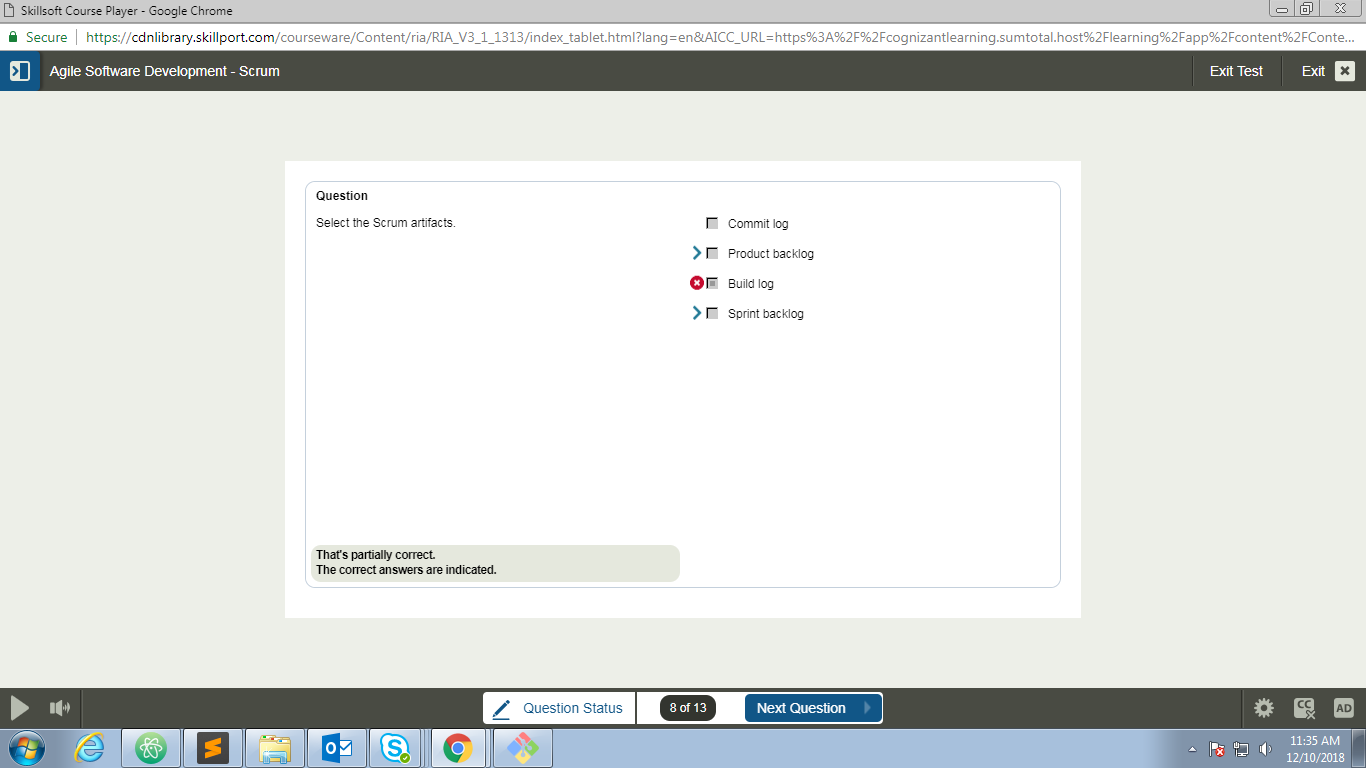 Skillsoft Course Player - Google Chrome
Secure
https://cdnlibrary.skillport.com/courseware/Content/ria/RIA_V3_1_1313/index_tablet.html?lang=en&AICC_URL=https%3A%2F%2Fcognizantlearning.sumtotal.host%2Flearning%2Fapp%2Fcontent%2FConte...
Agile Software Development - Scrum
Exit Test
Exit
Question
Select the Scrum artifacts.
Commit log
Product backlog
Build log
Sprint backlog
That's partially correct.
The correct answers are indicated.
Question Status
8 of 13
Next Question
CC
AD
11:35 AM
12/10/2018